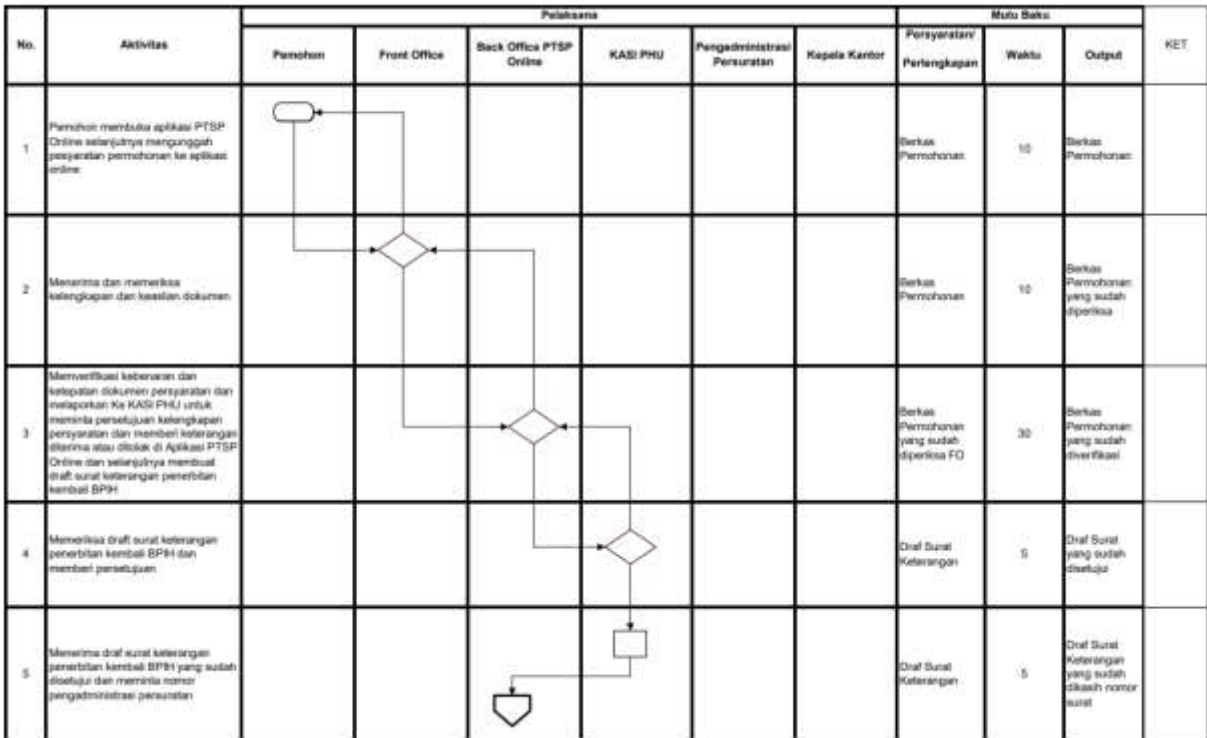 Pelaksana
Mutu Baku
No.
Aktivitas
Pemohon
Front Office
Back Office PTSP
Online
KASI PHU
Pengadministrasi
Persuratan
Kepala Kantor
Persyaratan/
Perlengkapan
Waktu
Output
KET
1
Pemohon membuka aplikasi PTSP
Online selanjutnya mengunggah
pesyaratan permohonan ke aplikasi
online
Berkas
Permohonan
10
Berkas
Permohonan
2
Menerima dan memeriksa
kelengkapan dan keaslian dokumen
Berkas
Permohonan
10
Berkas
Permohonan
yang sudah
diperiksa
3
Memverifikasi kebenaran dan
ketepatan dokumen persyaratan dan
melaporkan Ke KASI PHU untuk
meminta persetujuan kelengkapan
persyaratan dan memberi keterangan
diterima atau ditolak di Aplikasi PTSP
Online dan selanjutnya membuat
draft surat keterangan penerbitan
kembali BPIH
Berkas
Permohonan
yang sudah
diperiksa FO
30
Berkas
Permohonan
yang sudah
diverifikasi
4
Memeriksa draft surat keterangan
penerbitan kembali BPIH dan
memberi persetujuan
Draf Surat
Keterangan
5
Draf Surat
yang sudah
disetujui
5
Menerima draf surat keterangan
penerbitan kembali BPIH yang sudah
disetujui dan meminta nomor
pengadministrasi persuratan
Draf Surat
Keterangan
5
Draf Surat
Keterangan
yang sudah
dikasih nomor
surat